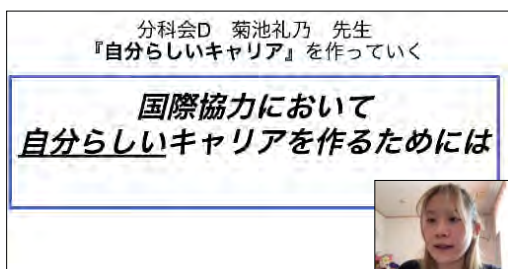 分科会D　菊池礼乃　先生
『自分らしいキャリア』を作っていく
国際協力において
自分らしいキャリアを作るためには